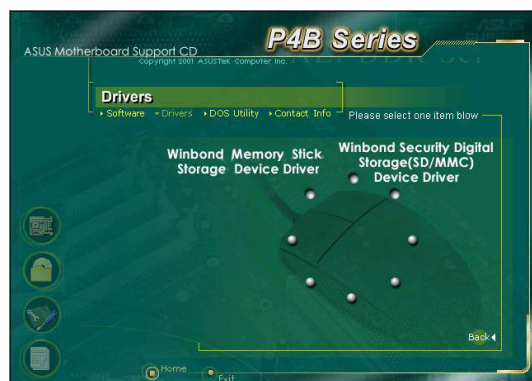 P4B Series
ASUS Motherboard Support CD
Copyright 2001 ASUSTek Computer Inc.
Drivers
Software Drivers DOS Utility Contact Info
Please select one item blow
Winbond Memory Stick
Storage Device Driver
Winbond Security Digital
Storage(SD/MMC)
Device Driver
Back
Home
Exit